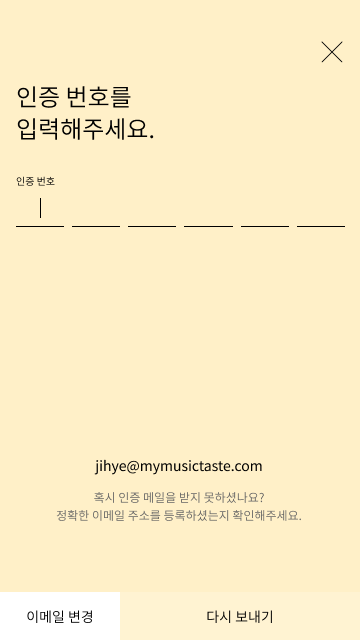 인증 번호를
입력해주세요.
인증 번호
jihye@mymusictaste.com
혹시 인증 메일을 받지 못하셨나요?
정확한 이메일 주소를 등록하셨는지 확인해주세요.
이메일 변경
다시 보내기